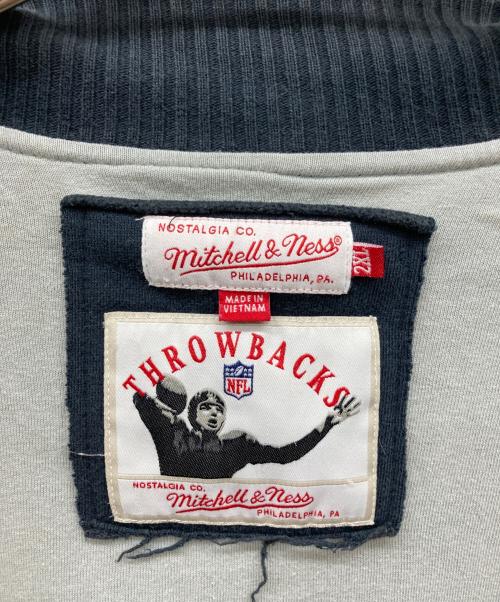 NOSTALGIA CO.
Mitchell & Ness®
PHILADELPHIA, PA.
2XL
MADE IN
VIETNAM
THROWBACKS
NFL
NOSTALGIA CO.
Mitchell & Ness
PHILADELPHIA, PA